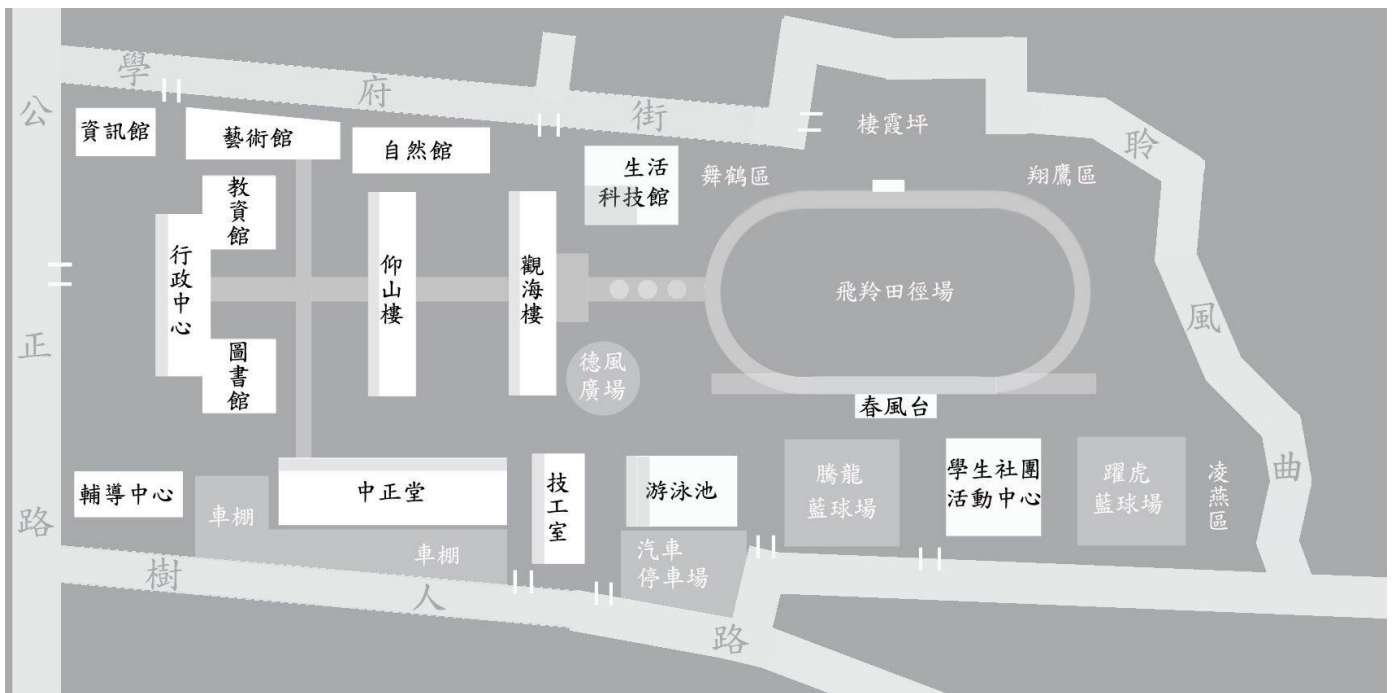 學府街
公正路
聆風曲
樹人路
資訊館
藝術館
自然館
生活
科技館
舞鶴區
棲霞坪
翔鷹區
教資館
行政中心
圖書館
仰山樓
觀海樓
德風
廣場
飛羚田徑場
春風台
輔導中心
車棚
中正堂
車棚
技工室
游泳池
汽車
停車場
騰龍
藍球場
學生社團
活動中心
躍虎
藍球場
凌燕區